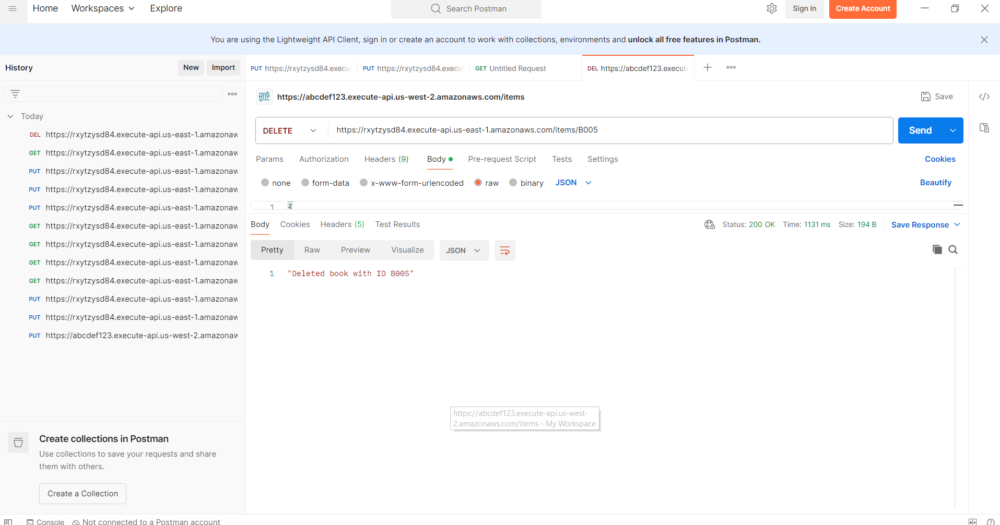 Home Workspaces Explore Search Postman Sign In Create Account
You are using the Lightweight API Client, sign in or create an account to work with collections, environments and unlock all free features in Postman.
History New Import
PUT https://rxytzysd84.execu PUT https://rxytzysd84.execu GET Untitled Request DEL https://abcdef123.execute
HTTP https://abcdef123.execute-api.us-west-2.amazonaws.com/items Save
Today
DELETE https://rxytzysd84.execute-api.us-east-1.amazonaws.com/items/B005 Send
DEL https://rxytzysd84.execute-api.us-east-1.amazonaw
GET https://rxytzysd84.execute-api.us-east-1.amazonaw
PUT https://rxytzysd84.execute-api.us-east-1.amazonaw
PUT https://rxytzysd84.execute-api.us-east-1.amazonaw
PUT https://rxytzysd84.execute-api.us-east-1.amazonaw
GET https://rxytzysd84.execute-api.us-east-1.amazonaw
GET https://rxytzysd84.execute-api.us-east-1.amazonaw
GET https://rxytzysd84.execute-api.us-east-1.amazonaw
GET https://rxytzysd84.execute-api.us-east-1.amazonaw
PUT https://rxytzysd84.execute-api.us-east-1.amazonaw
PUT https://rxytzysd84.execute-api.us-east-1.amazonaw
PUT https://abcdef123.execute-api.us-west-2.amazonaw
Params Authorization Headers (9) Body Pre-request Script Tests Settings Cookies
none form-data x-www-form-urlencoded raw binary JSON Beautify
1 {
Body Cookies Headers (5) Test Results Status: 200 OK Time: 1131 ms Size: 194 B Save Response
Pretty Raw Preview Visualize JSON
1 "Deleted book with ID B005"
https://abcdef123.execute-api.us-west-
2.amazonaws.com/items - My Workspace
Create collections in Postman
Use collections to save your requests and share
them with others.
Create a Collection
Console Not connected to a Postman account